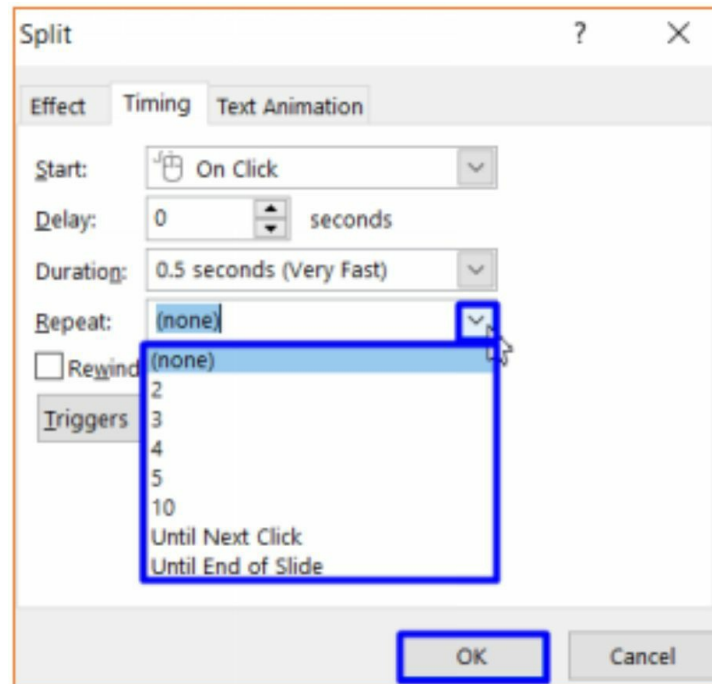 Split ? ×
Effect Timing Text Animation
Start: On Click
Delay: 0 seconds
Duration: 0.5 seconds (Very Fast)
Repeat: (none)
(none)
Rewind
2
Triggers
3
4
5
10
Until Next Click
Until End of Slide
OK Cancel